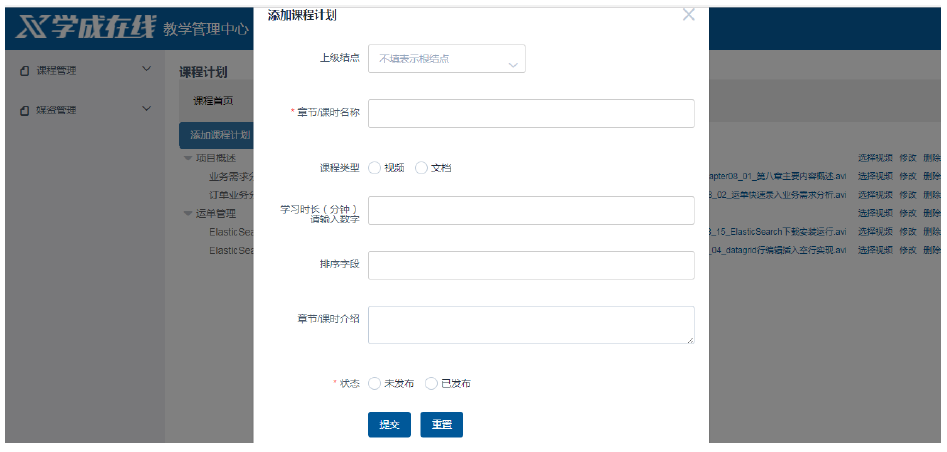 学成在线 教学管理中心
添加课程计划
课程管理
媒资管理
课程计划
课程首页
添加课程计划
项目概述
业务需求
订单业务
运单管理
ElasticSea
ElasticSea
上级结点 不填表示根结点
* 章节/课时名称
课程类型 视频 文档
学习时长（分钟）
请输入数字
排序字段
章节/课时介绍
* 状态 未发布 已发布
提交 重置
选择视频 修改 删除
apter08_01_第八章主要内容概述.avi 选择视频 修改 删除
_02_运单快速录入业务需求分析.avi 选择视频 修改 删除
选择视频 修改 删除
_15_ElasticSearch下载安装运行.avi 选择视频 修改 删除
_04_datagrid行编辑插入空行实现.avi 选择视频 修改 删除